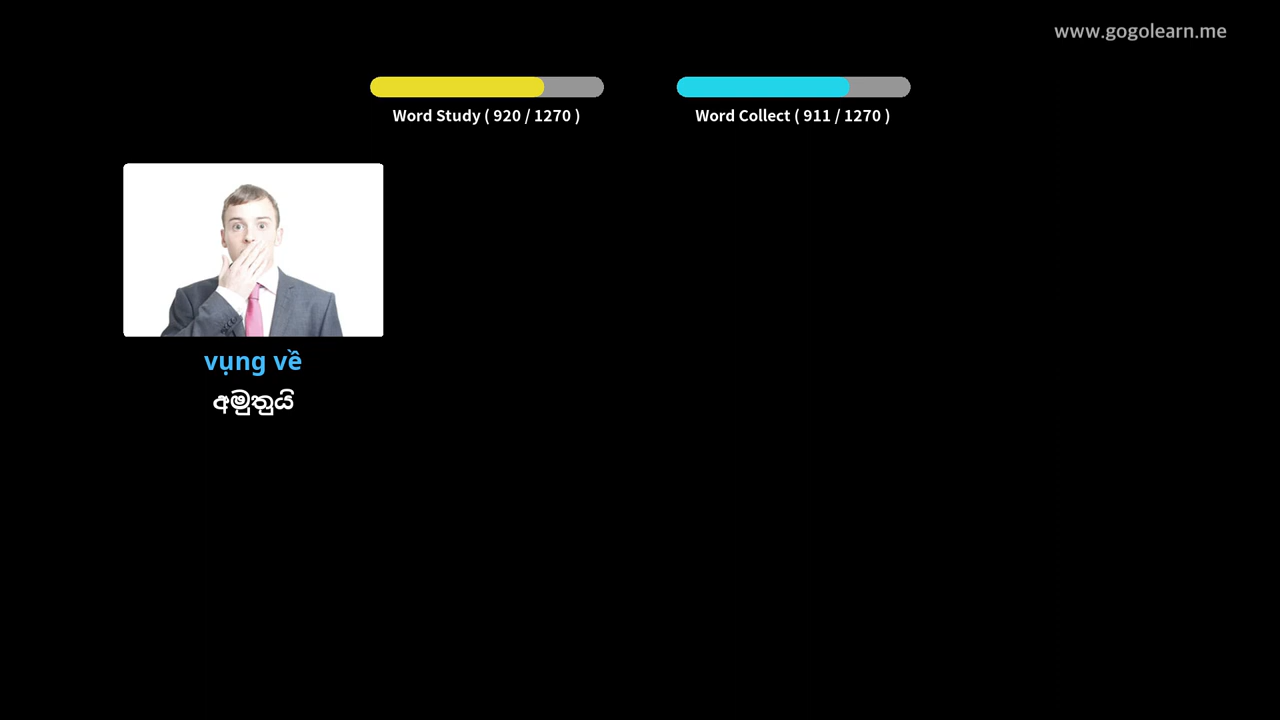 www.gogolearn.me
Word Study ( 920 / 1270 )
Word Collect ( 911 / 1270 )
vụng về
අමුතුයි